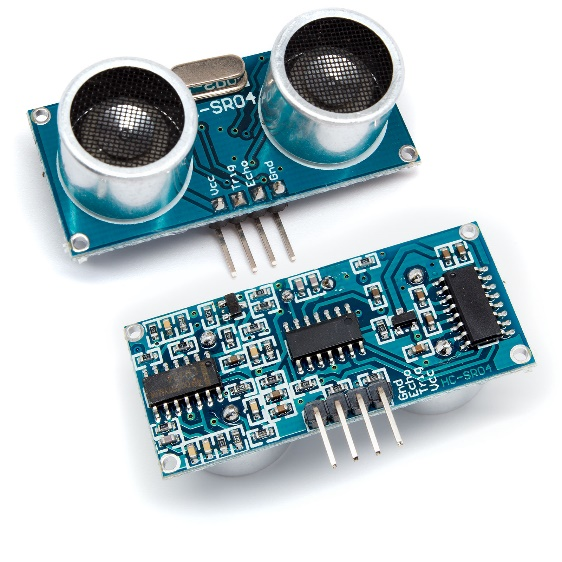 -SR04
Vcc
Trig
Echo
Gnd
Gnd
Echo
Trig
Vcc
HC-SR04